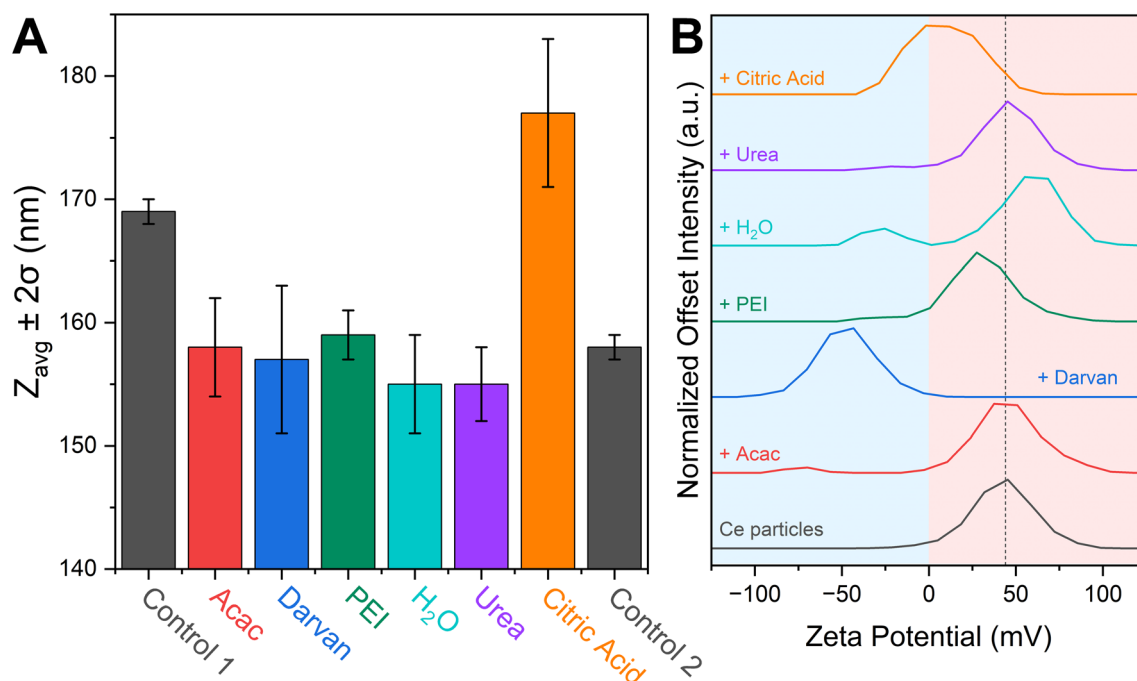 A
Z_avg ± 2σ (nm)
180
170
160
150
140
Control 1
Acac
Darvan
PEI
H₂O
Urea
Citric Acid
Control 2
B
Normalized Offset Intensity (a.u.)
+ Citric Acid
+ Urea
+ H₂O
+ PEI
+ Darvan
+ Acac
Ce particles
−100 −50 0 50 100
Zeta Potential (mV)